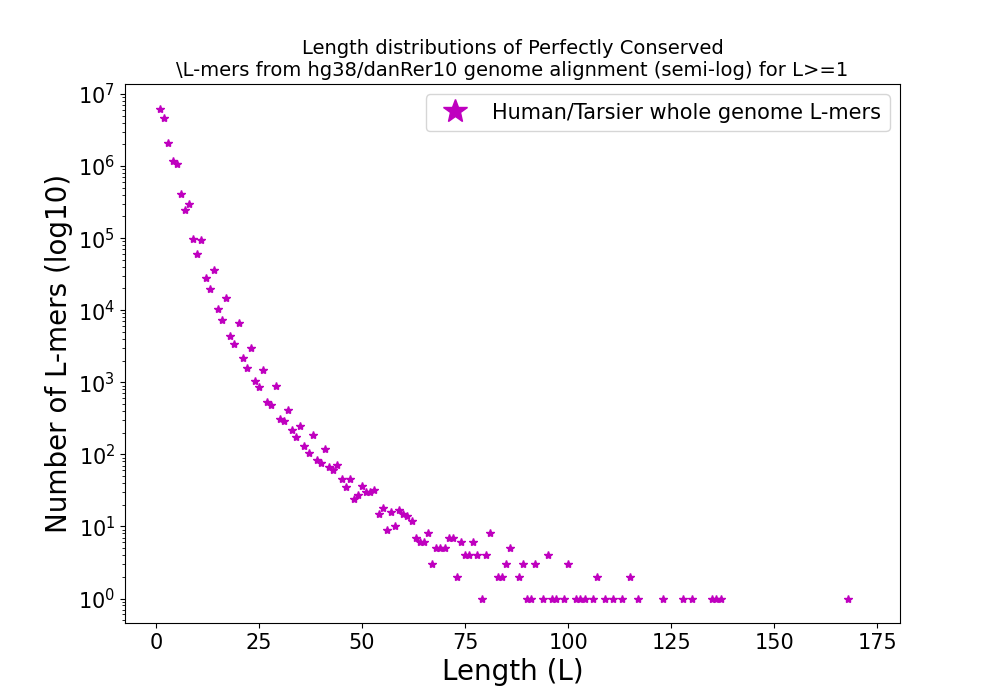 Length distributions of Perfectly Conserved
\L-mers from hg38/danRer10 genome alignment (semi-log) for L>=1
Human/Tarsier whole genome L-mers
Number of L-mers (log10)
10^7
10^6
10^5
10^4
10^3
10^2
10^1
10^0
0 25 50 75 100 125 150 175
Length (L)